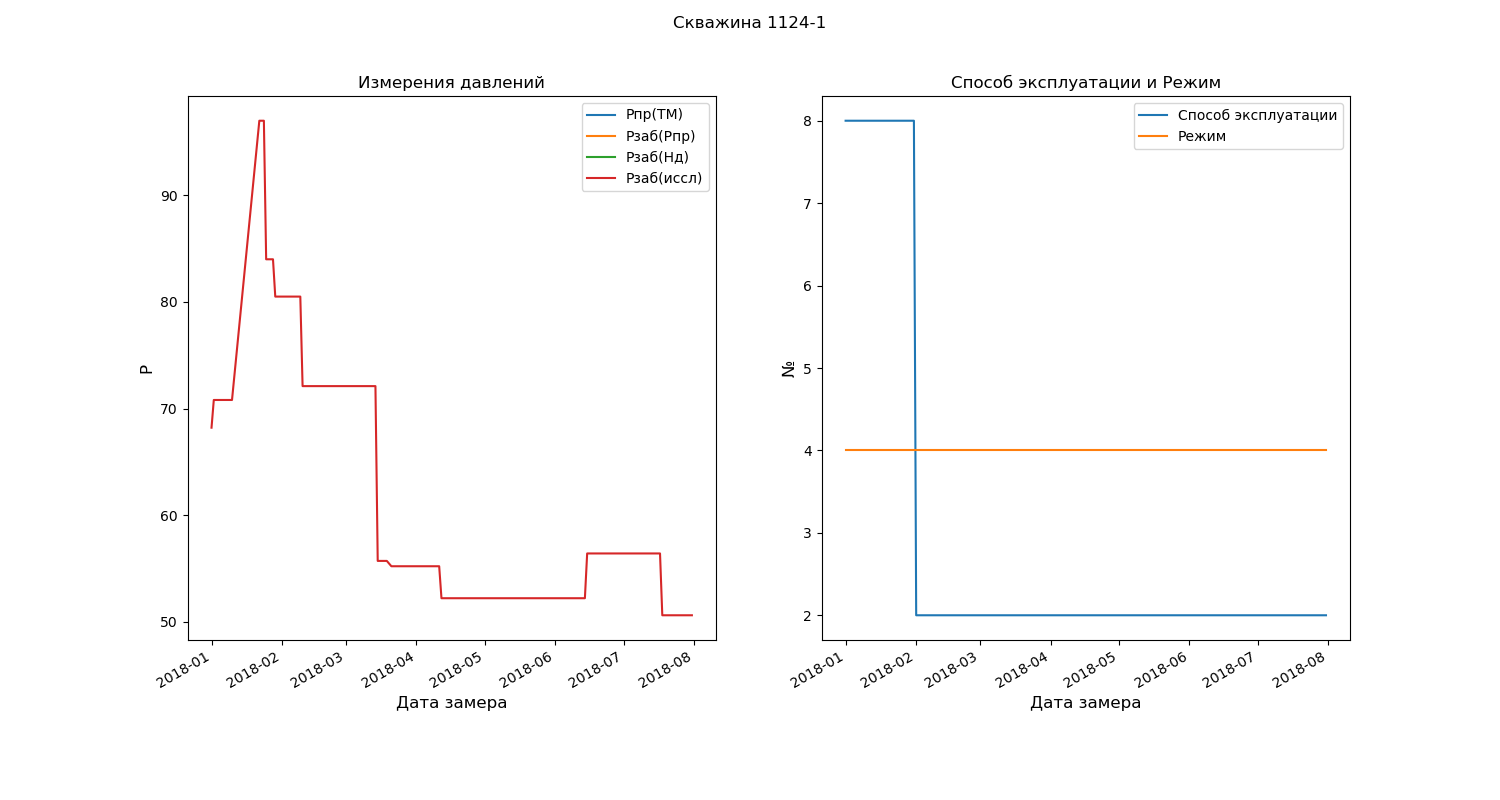 Скважина 1124-1
Измерения давлений
Рпр(ТМ)
Рзаб(Рпр)
Рзаб(Нд)
Рзаб(иссл)
90
80
70
60
50
Р
2018-01
2018-02
2018-03
2018-04
2018-05
2018-06
2018-07
2018-08
Дата замера
Способ эксплуатации и Режим
Способ эксплуатации
Режим
8
7
6
5
4
3
2
№
2018-01
2018-02
2018-03
2018-04
2018-05
2018-06
2018-07
2018-08
Дата замера